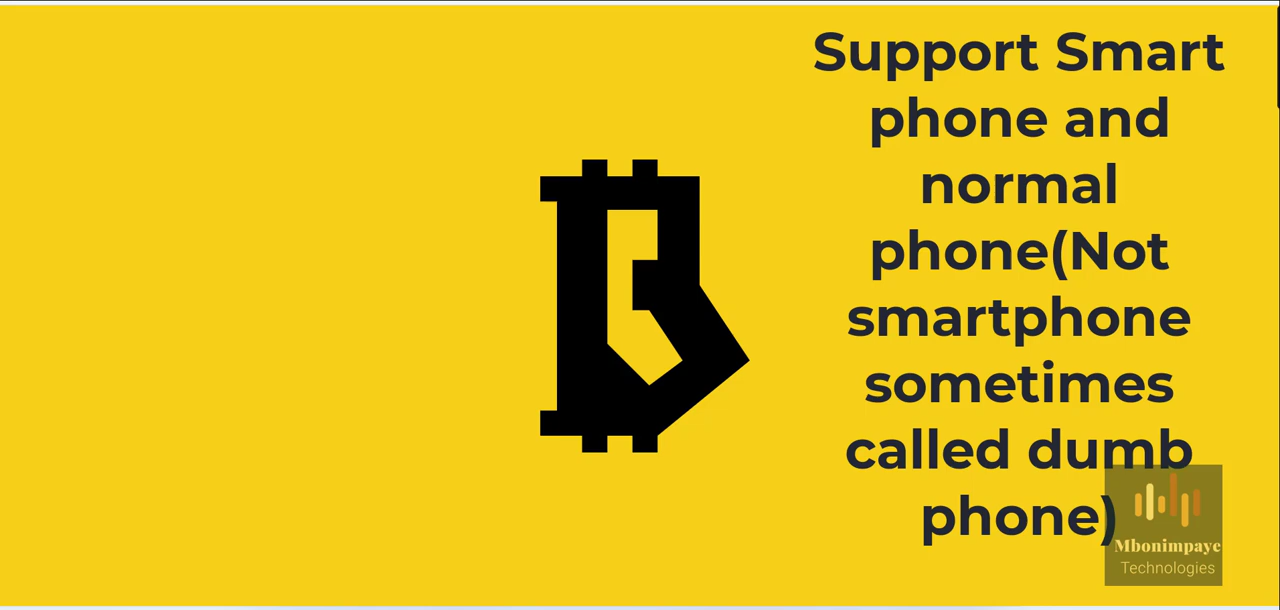 Support Smart
phone and
normal
phone(Not
smartphone
sometimes
called dumb
phone)
Mbonimpaye
Technologies